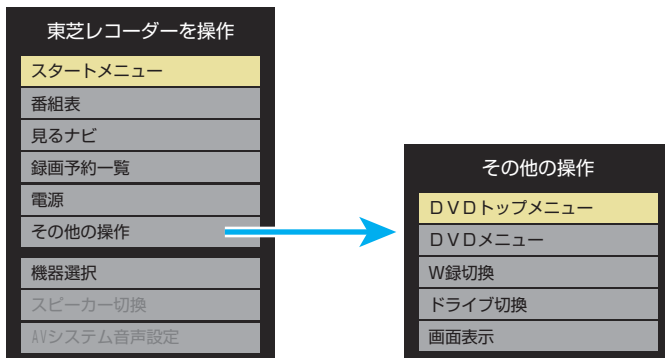 東芝レコーダーを操作
スタートメニュー
番組表
見るナビ
録画予約一覧
電源
その他の操作
機器選択
スピーカー切換
AVシステム音声設定
その他の操作
ＤＶＤトップメニュー
ＤＶＤメニュー
W録切換
ドライブ切換
画面表示